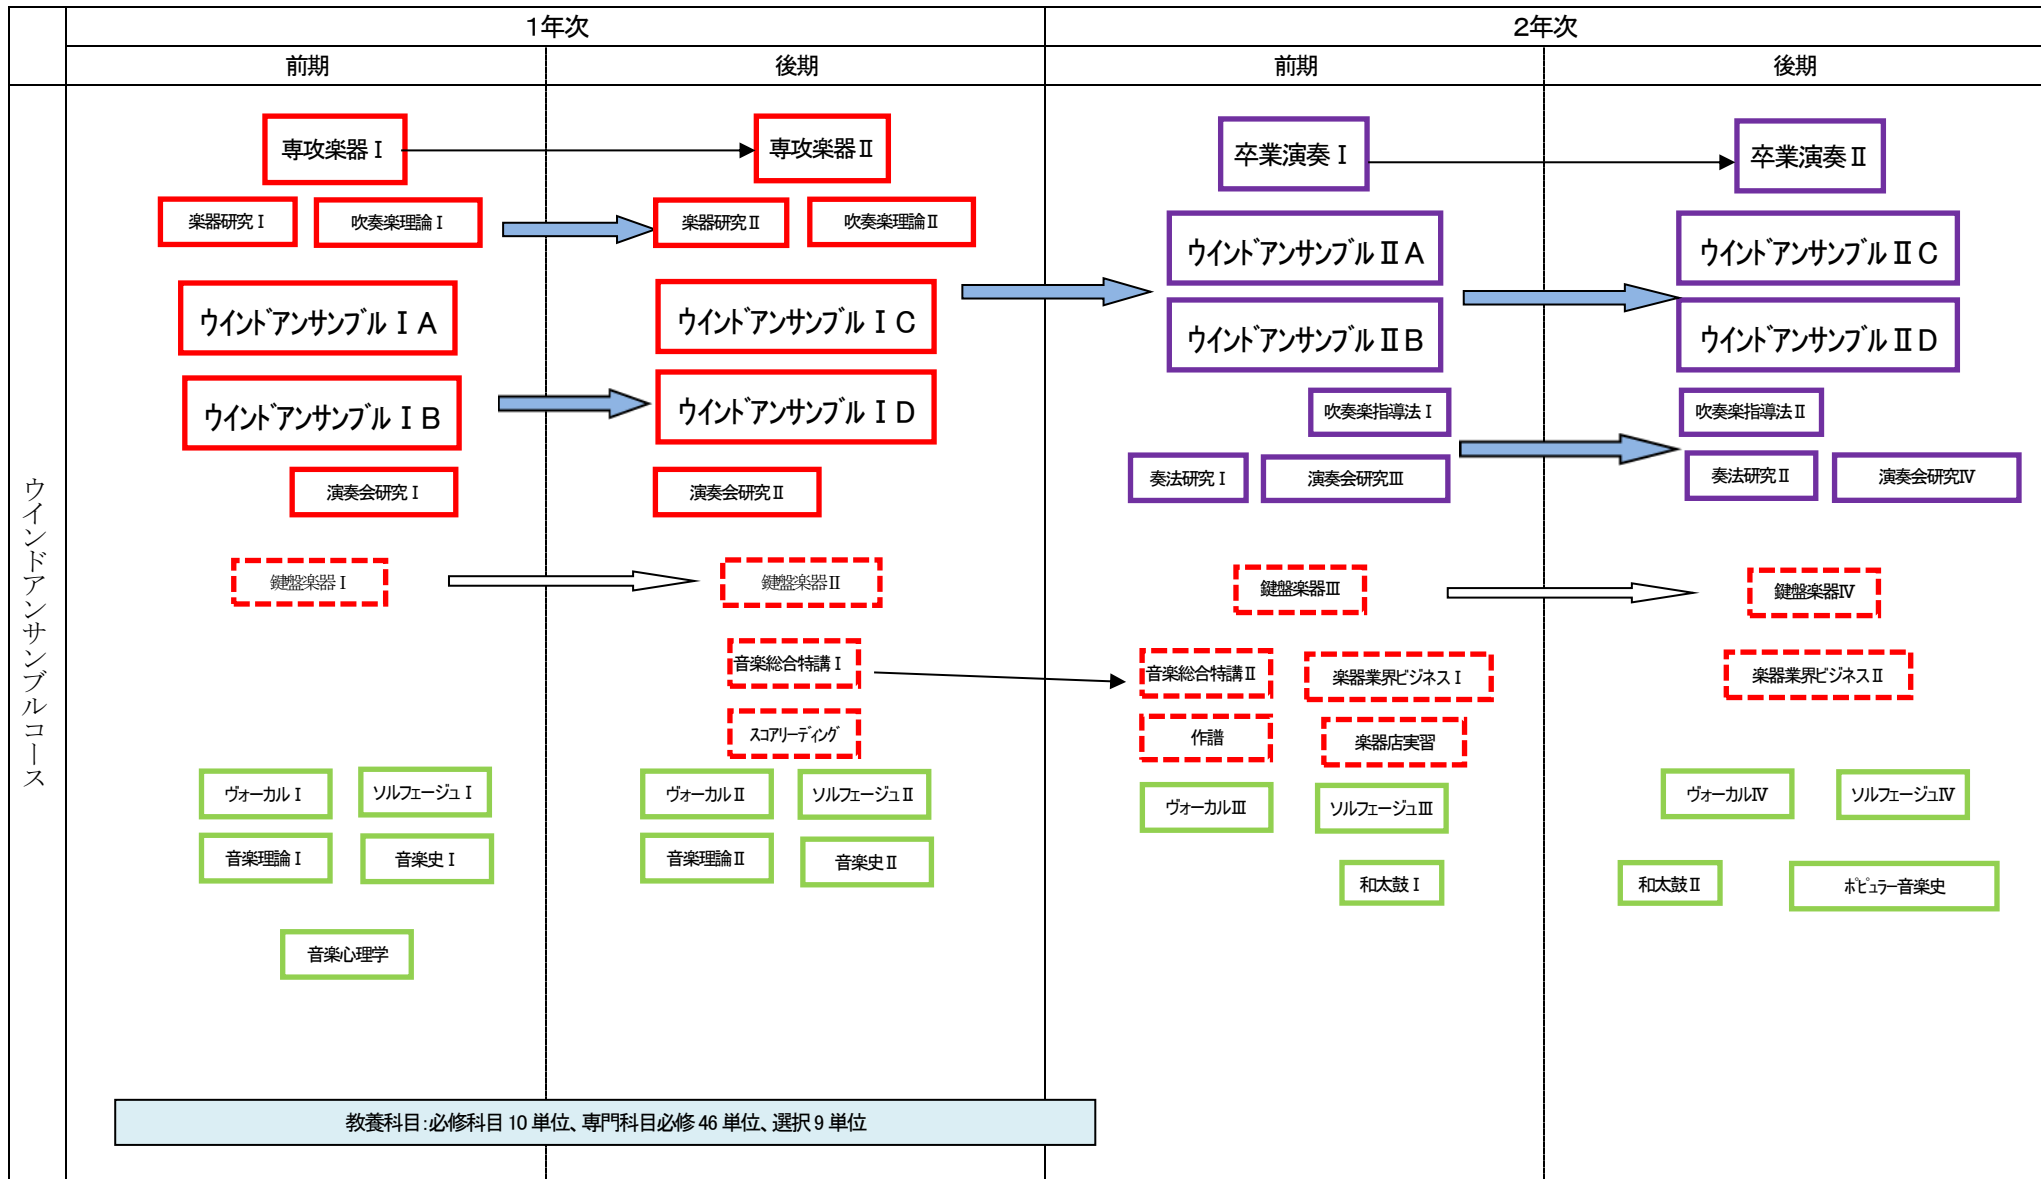 1年次
2年次
前期
後期
前期
後期
ウインドアンサンブルコース
専攻楽器Ⅰ
専攻楽器Ⅱ
卒業演奏Ⅰ
卒業演奏Ⅱ
楽器研究Ⅰ
吹奏楽理論Ⅰ
楽器研究Ⅱ
吹奏楽理論Ⅱ
ウインドアンサンブルⅡA
ウインドアンサンブルⅡC
ウインドアンサンブルⅠA
ウインドアンサンブルⅠC
ウインドアンサンブルⅡB
ウインドアンサンブルⅡD
ウインドアンサンブルⅠB
ウインドアンサンブルⅠD
吹奏楽指導法Ⅰ
吹奏楽指導法Ⅱ
演奏会研究Ⅰ
演奏会研究Ⅱ
奏法研究Ⅰ
演奏会研究Ⅲ
奏法研究Ⅱ
演奏会研究Ⅳ
鍵盤楽器Ⅰ
鍵盤楽器Ⅱ
鍵盤楽器Ⅲ
鍵盤楽器Ⅳ
音楽総合特講Ⅰ
音楽総合特講Ⅱ
楽器業界ビジネスⅠ
楽器業界ビジネスⅡ
スコアリーディング
作譜
楽器店実習
ヴォーカルⅠ
ソルフェージュⅠ
ヴォーカルⅡ
ソルフェージュⅡ
ヴォーカルⅢ
ソルフェージュⅢ
ヴォーカルⅣ
ソルフェージュⅣ
音楽理論Ⅰ
音楽史Ⅰ
音楽理論Ⅱ
音楽史Ⅱ
和太鼓Ⅰ
和太鼓Ⅱ
ポピュラー音楽史
音楽心理学
教養科目:必修科目10単位、専門科目必修46単位、選択9単位